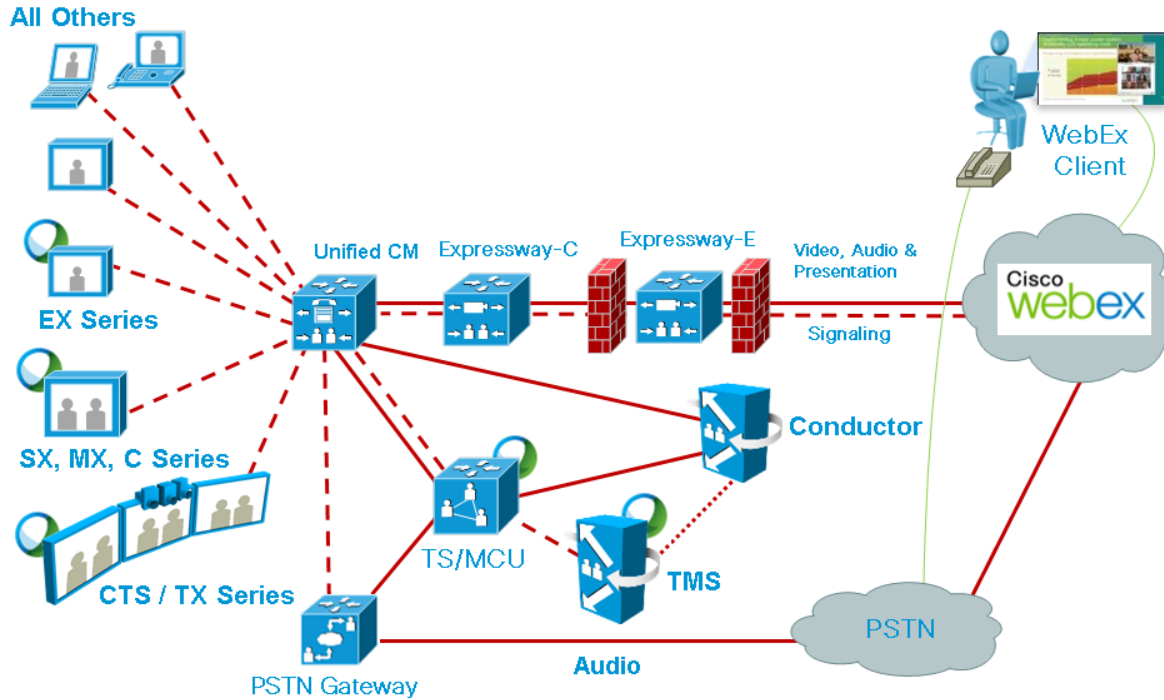 All Others
WebEx
Client
Unified CM
Expressway-C
Expressway-E
Video, Audio &
Presentation
Signaling
Cisco
webex
EX Series
SX, MX, C Series
CTS / TX Series
TS/MCU
Conductor
TMS
PSTN Gateway
Audio
PSTN